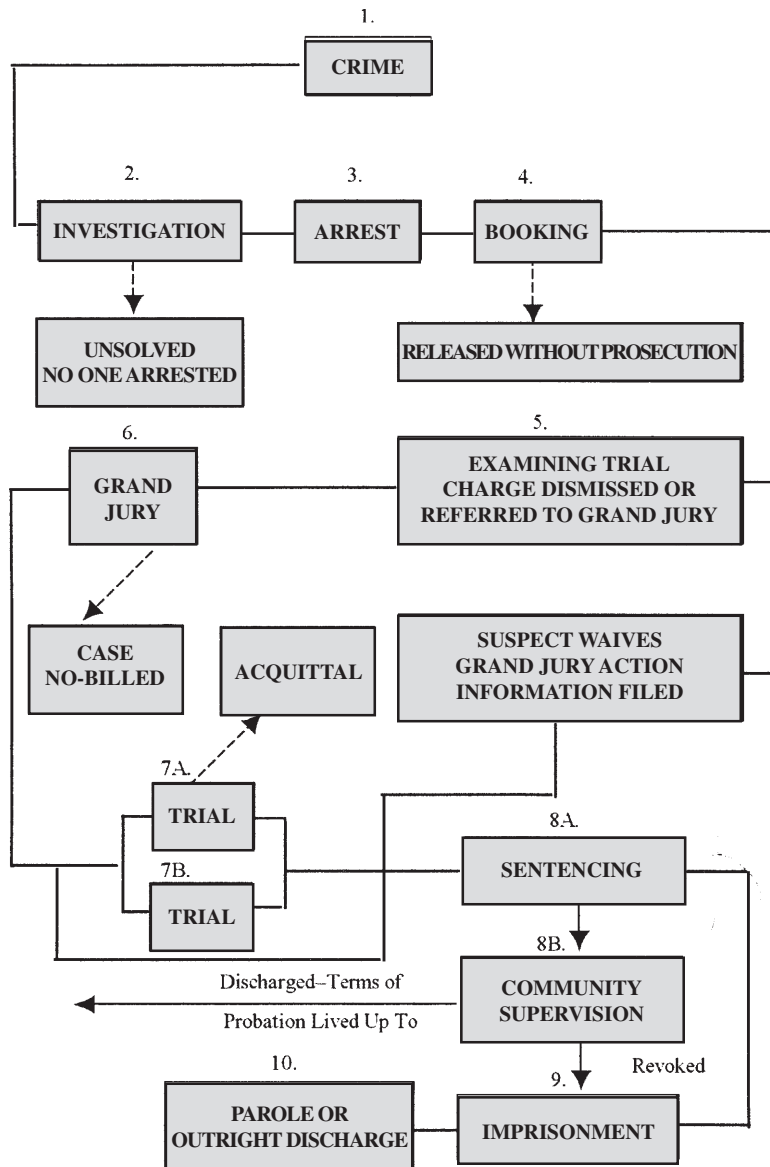 1.
CRIME
2.
3.
4.
INVESTIGATION
ARREST
BOOKING
UNSOLVED
NO ONE ARRESTED
RELEASED WITHOUT PROSECUTION
6.
5.
GRAND
JURY
EXAMINING TRIAL
CHARGE DISMISSED OR
REFERRED TO GRAND JURY
CASE
NO-BILLED
ACQUITTAL
SUSPECT WAIVES
GRAND JURY ACTION
INFORMATION FILED
7A.
TRIAL
7B.
TRIAL
8A.
SENTENCING
8B.
COMMUNITY
SUPERVISION
Discharged–Terms of
Probation Lived Up To
Revoked
10.
9.
PAROLE OR
OUTRIGHT DISCHARGE
IMPRISONMENT